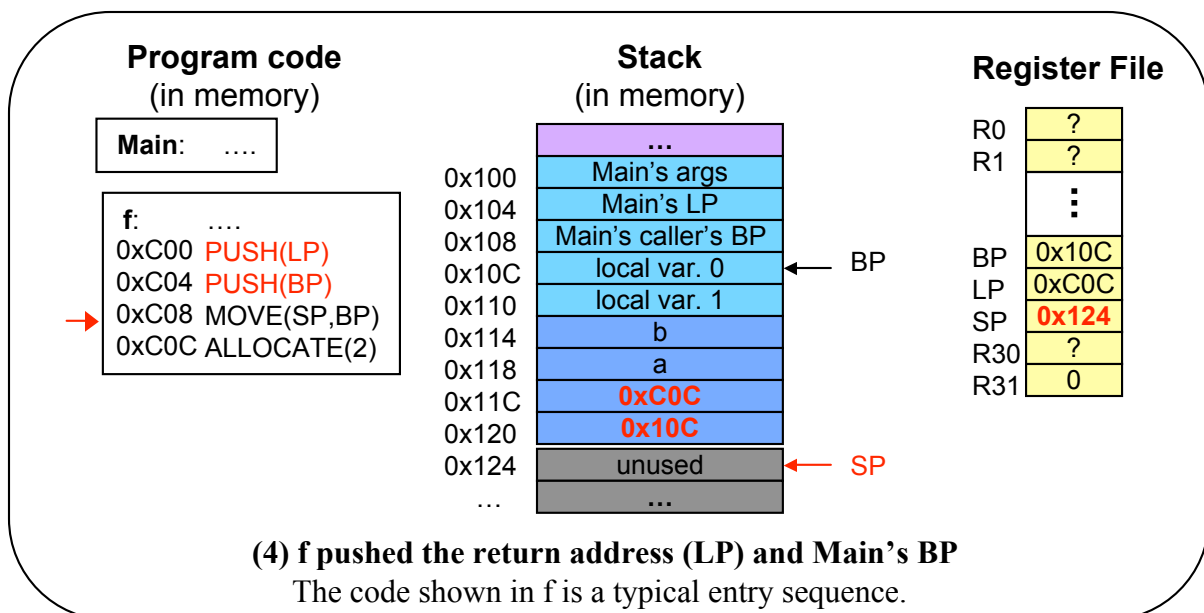 Program code
(in memory)
Main: ....
f: ....
0xC00 PUSH(LP)
0xC04 PUSH(BP)
0xC08 MOVE(SP,BP)
0xC0C ALLOCATE(2)
Stack
(in memory)
...
0x100 Main's args
0x104 Main's LP
0x108 Main's caller's BP
0x10C local var. 0 BP
0x110 local var. 1
0x114 b
0x118 a
0x11C 0xC0C
0x120 0x10C
0x124 unused SP
... ...
Register File
R0 ?
R1 ?
⋮
BP 0x10C
LP 0xC0C
SP 0x124
R30 ?
R31 0
(4) f pushed the return address (LP) and Main's BP
The code shown in f is a typical entry sequence.